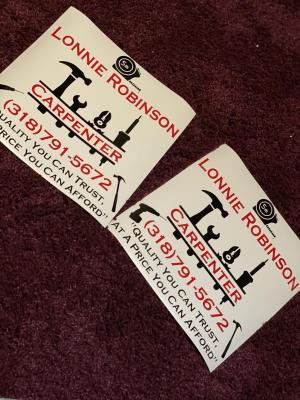 Lonnie Robinson
Carpenter
(318)791-5672
Quality You Can Trust,
Price You Can Afford"
Lonnie Robinson
Carpenter
(318)791-5672
"Quality You Can Trust,
At a Price You Can Afford"